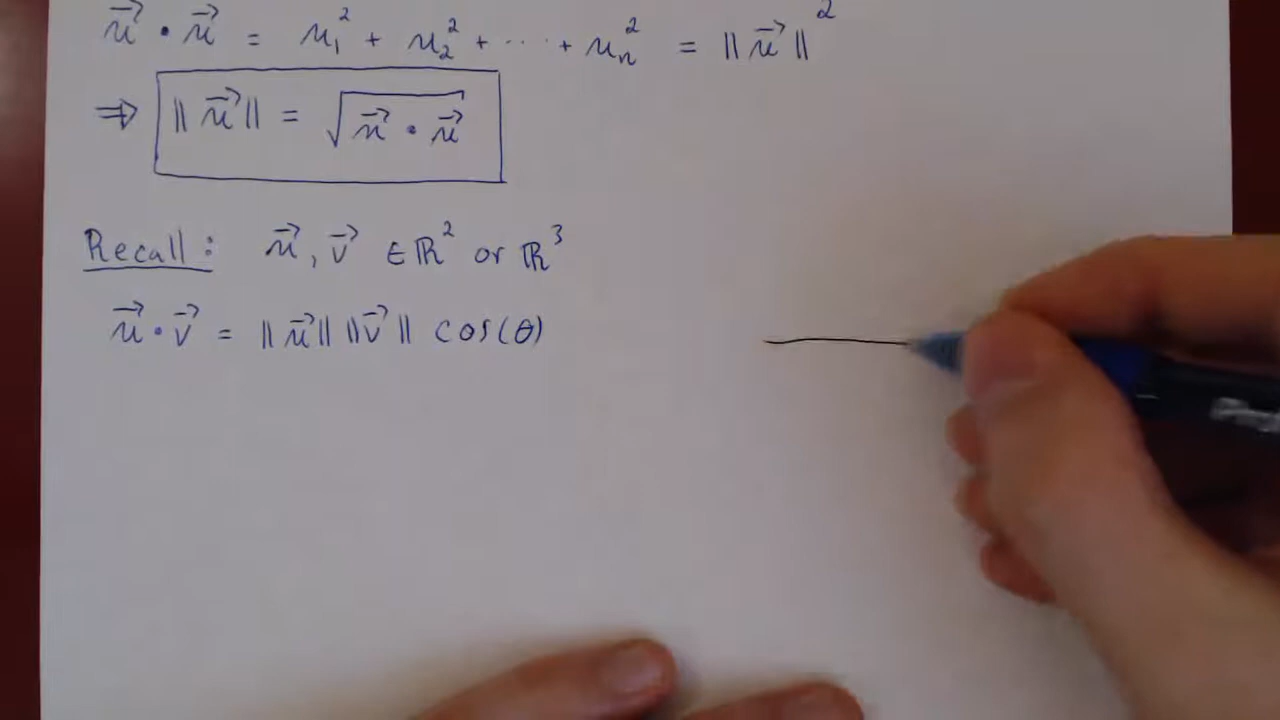 u⃗ · u⃗ = u₁² + u₂² + ··· + uₙ² = ‖u⃗‖²
⇒ ‖u⃗‖ = √(u⃗ · u⃗)
Recall: u⃗, v⃗ ∈ ℝ² or ℝ³
u⃗ · v⃗ = ‖u⃗‖ ‖v⃗‖ cos(θ)